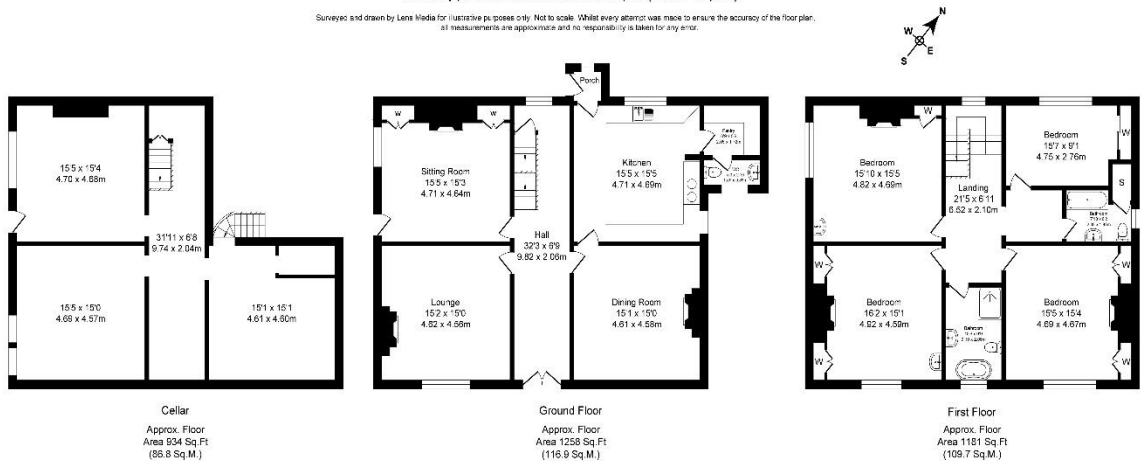 Surveyed and drawn by Lens Media for illustrative purposes only. Not to scale. Whilst every attempt was made to ensure the accuracy of the floor plan,
all measurements are approximate and no responsibility is taken for any error.
N
W
E
S
15'5 x 15'4
4.70 x 4.68m
31'11 x 6'8
9.74 x 2.04m
15'5 x 15'0
4.69 x 4.57m
15'1 x 15'1
4.61 x 4.60m
Cellar
Approx. Floor
Area 934 Sq.Ft
(86.8 Sq.M.)
Porch
W
W
Sitting Room
15'5 x 15'3
4.71 x 4.64m
Kitchen
15'5 x 15'5
4.71 x 4.69m
Pantry
Hall
32'3 x 6'9
9.82 x 2.06m
Lounge
15'2 x 15'0
4.62 x 4.56m
Dining Room
15'1 x 15'0
4.61 x 4.58m
Ground Floor
Approx. Floor
Area 1258 Sq.Ft
(116.9 Sq.M.)
W
Bedroom
15'10 x 15'5
4.82 x 4.69m
Landing
21'5 x 6'11
6.52 x 2.10m
Bedroom
15'7 x 9'1
4.75 x 2.76m
W
S
Bathroom
W
W
Bedroom
16'2 x 15'1
4.92 x 4.59m
Bathroom
Bedroom
15'5 x 15'4
4.69 x 4.67m
W
W
First Floor
Approx. Floor
Area 1181 Sq.Ft
(109.7 Sq.M.)